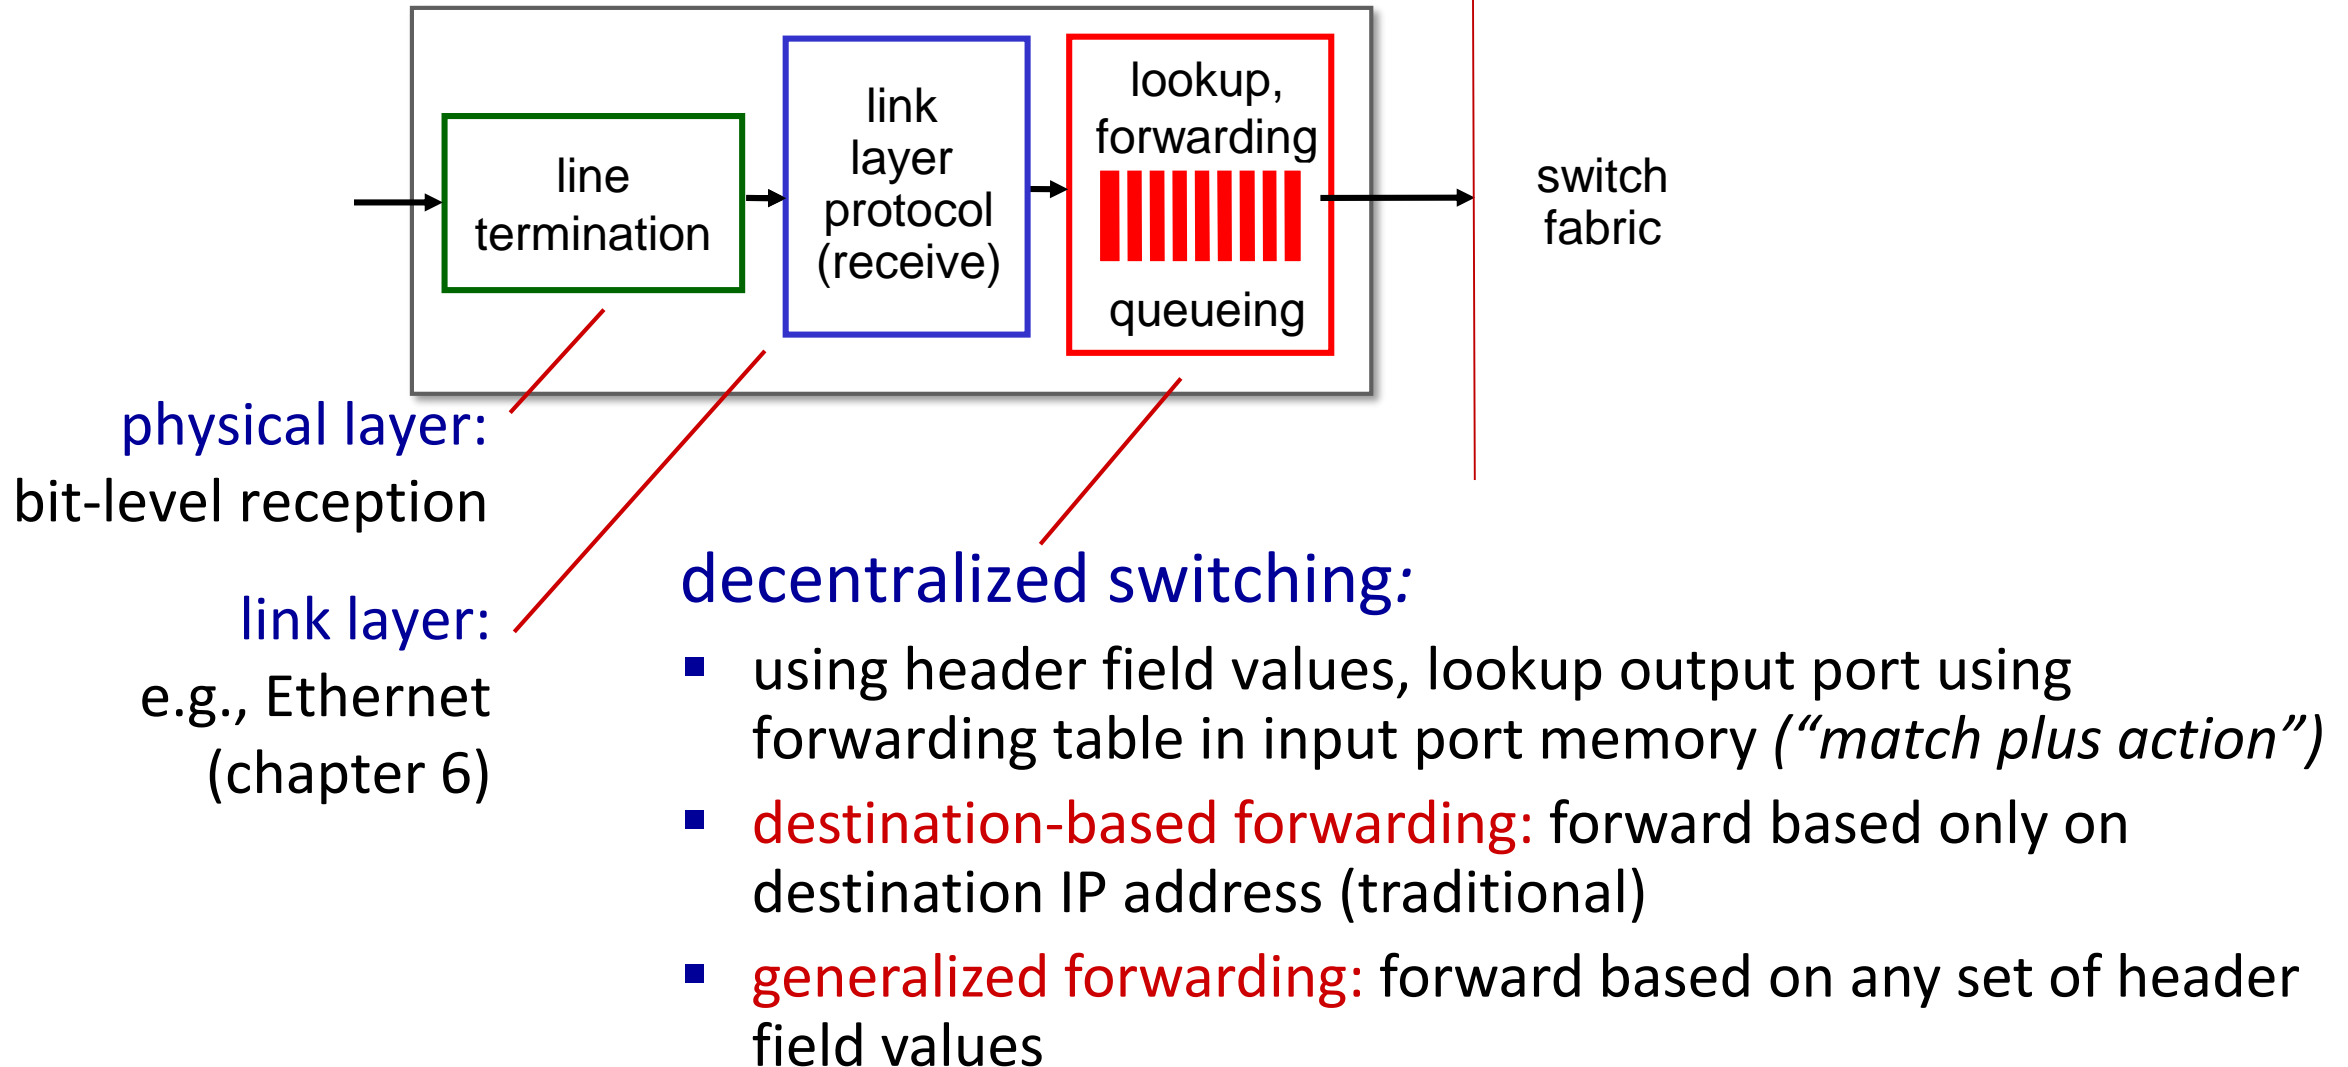 line
termination
link
layer
protocol
(receive)
lookup,
forwarding
queueing
switch
fabric
physical layer:
bit-level reception
link layer:
e.g., Ethernet
(chapter 6)
decentralized switching:
▪ using header field values, lookup output port using
forwarding table in input port memory (“match plus action”)
▪ destination-based forwarding: forward based only on
destination IP address (traditional)
▪ generalized forwarding: forward based on any set of header
field values